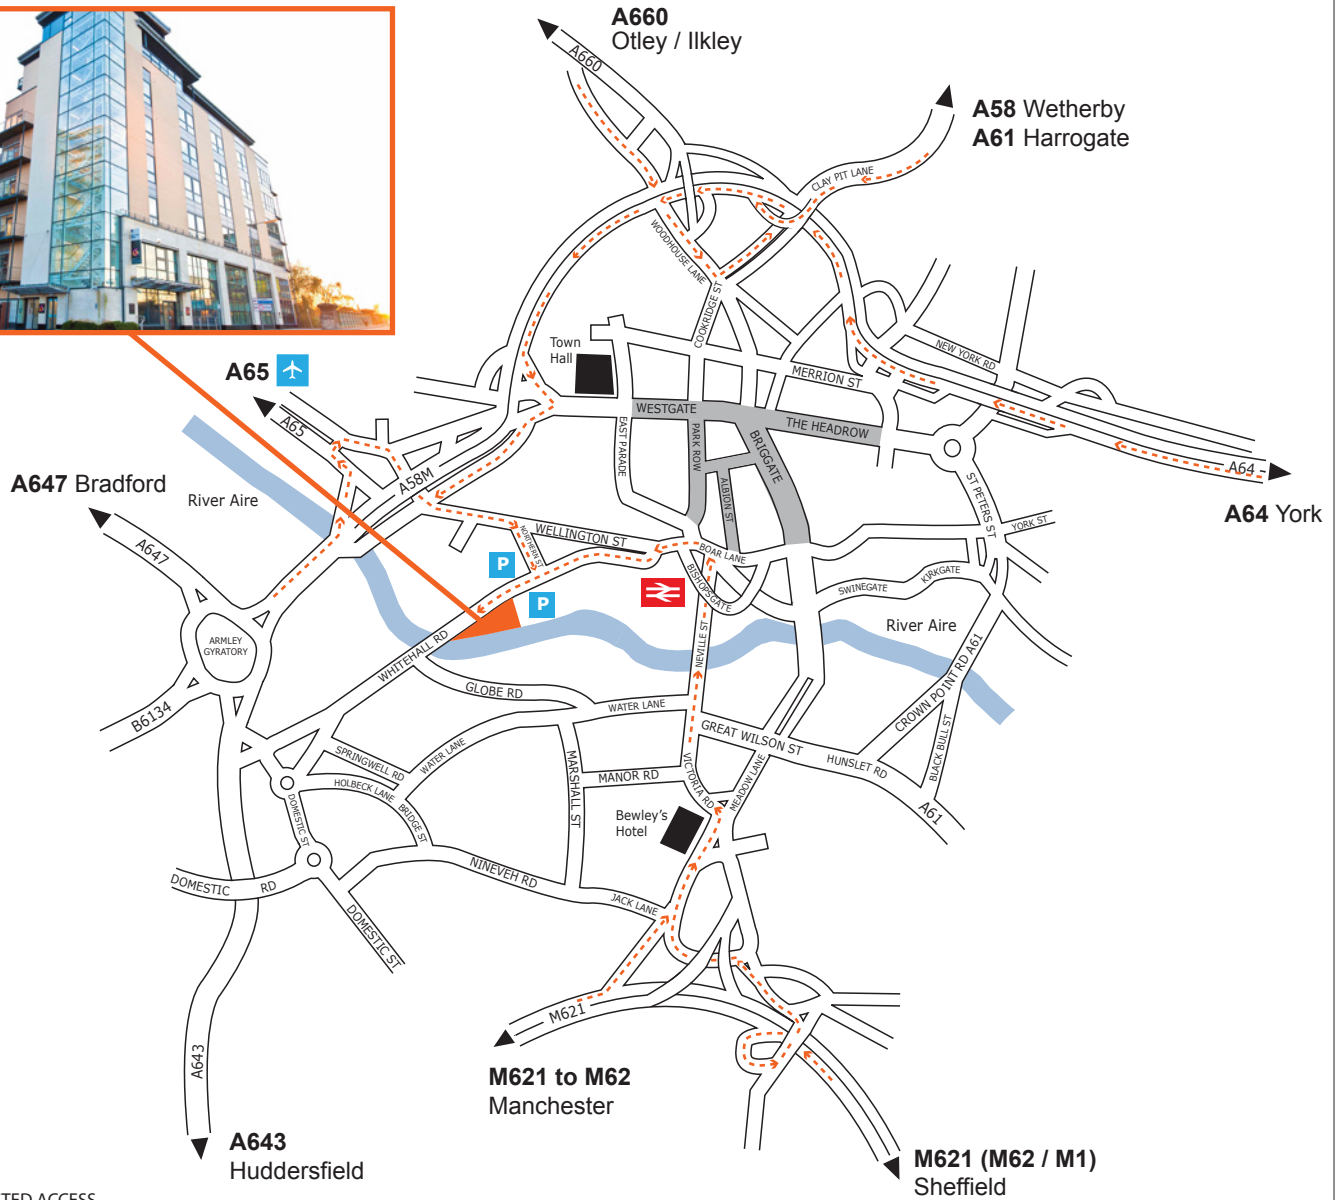 A660
Otley / Ilkley
A660
A58 Wetherby
A61 Harrogate
CLAY PIT LANE
WOODHOUSE LANE
COOKRIDGE ST
NEW YORK RD
Town
Hall
MERRION ST
A65
A65
WESTGATE
THE HEADROW
EAST PARADE
PARK ROW
BRIGGATE
ALBION ST
A64
A64 York
ST PETERS ST
YORK ST
A647 Bradford
A647
River Aire
A58M
WELLINGTON ST
NORTHERN ST
BOAR LANE
BISHOPSGATE
P
P
SWINEGATE
KIRKGATE
River Aire
ARMLEY
GYRATORY
WHITEHALL RD
NEVILLE ST
CROWN POINT RD A61
B6134
GLOBE RD
WATER LANE
GREAT WILSON ST
HUNSLET RD
BLACK BULL ST
A61
SPRINGWELL RD
WATER LANE
HOLBECK LANE
BRIDGE ST
MARSHALL ST
MANOR RD
VICTORIA RD
MEADOW LANE
Bewley's
Hotel
DOMESTIC ST
DOMESTIC RD
NINEVEH RD
JACK LANE
DOMESTIC ST
M621
A643
M621 to M62
Manchester
A643
Huddersfield
M621 (M62 / M1)
Sheffield
TED ACCESS